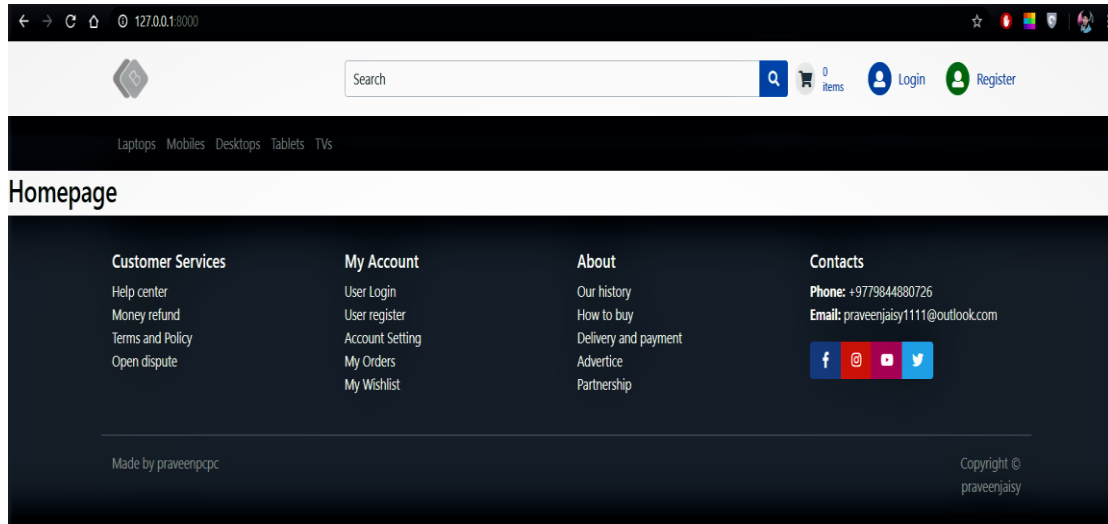 127.0.0.1:8000
Search
0
items
Login
Register
Laptops Mobiles Desktops Tablets TVs
Homepage
Customer Services
Help center
Money refund
Terms and Policy
Open dispute
My Account
User Login
User register
Account Setting
My Orders
My Wishlist
About
Our history
How to buy
Delivery and payment
Advertice
Partnership
Contacts
Phone: +9779844880726
Email: praveenjaisy1111@outlook.com
Made by praveenpcpc
Copyright ©
praveenjaisy